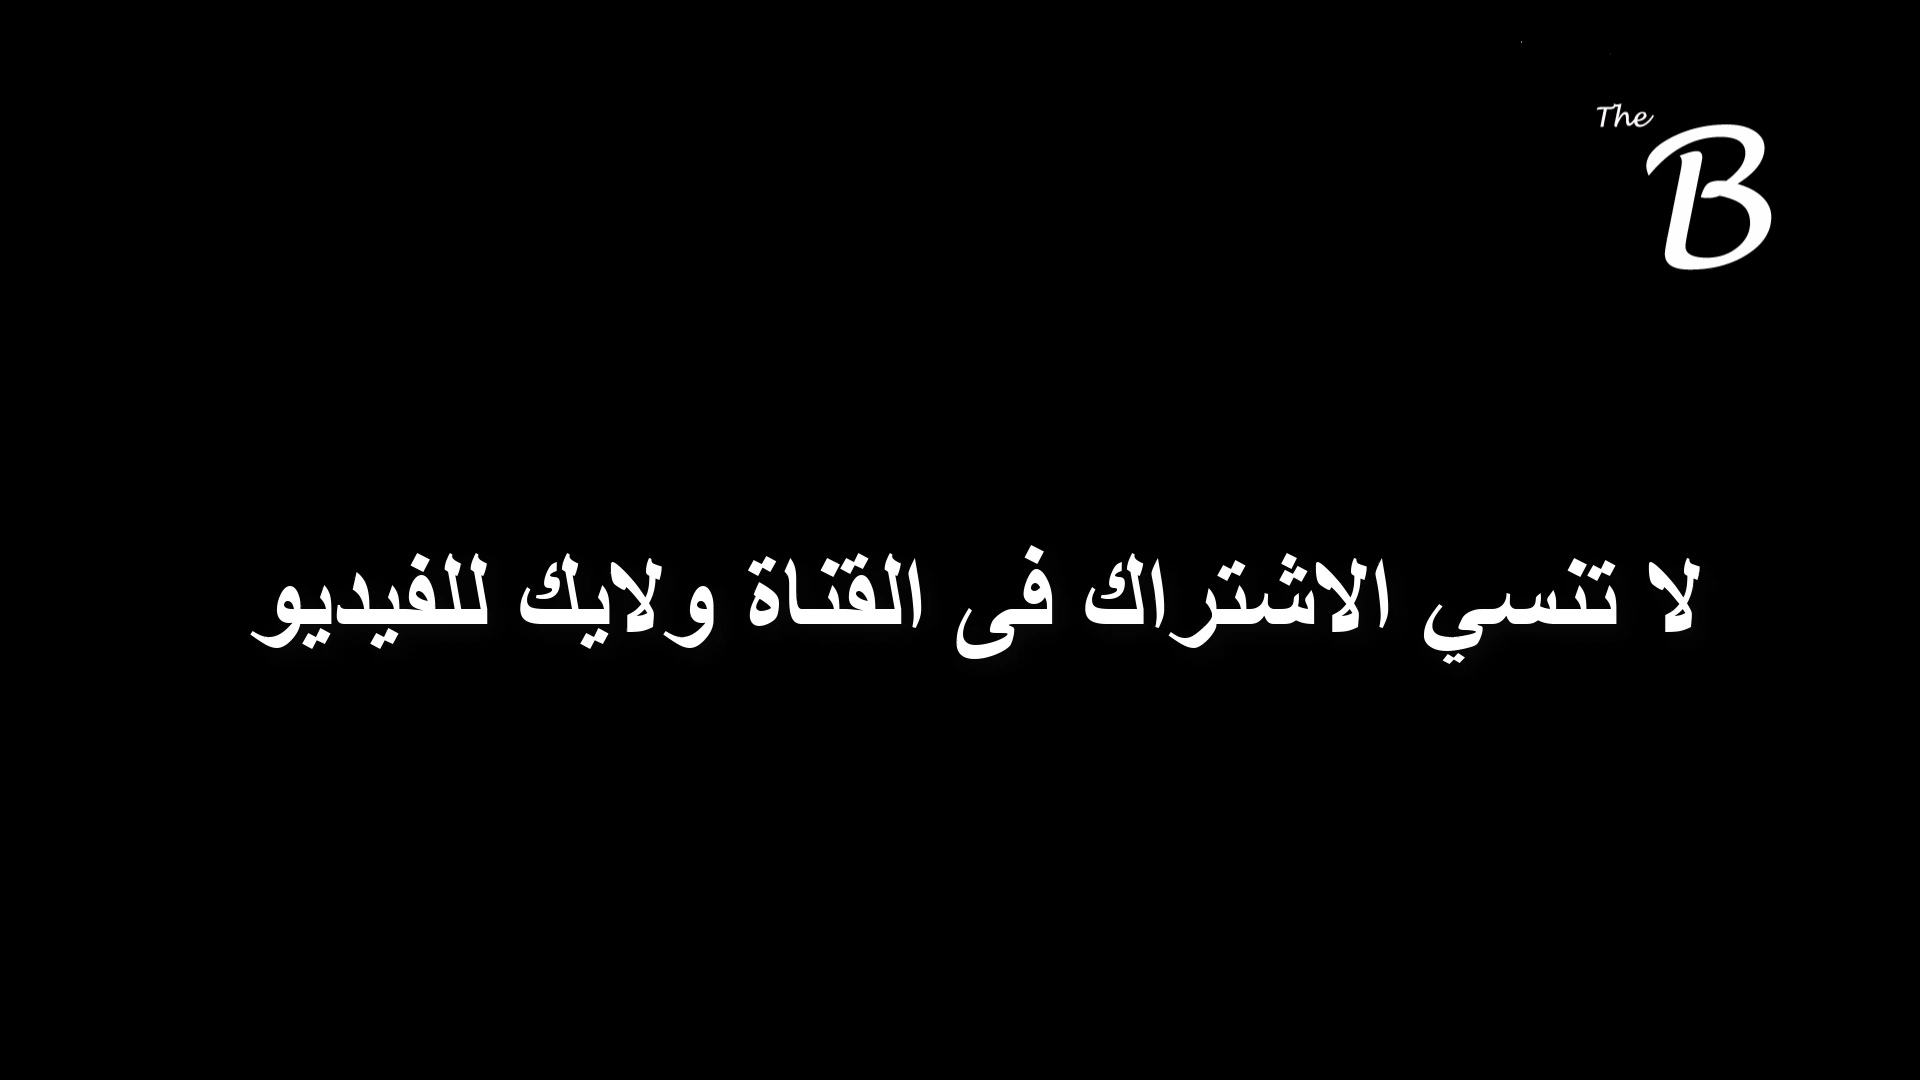 The
B
لا تنسي الاشتراك فى القناة ولايك للفيديو